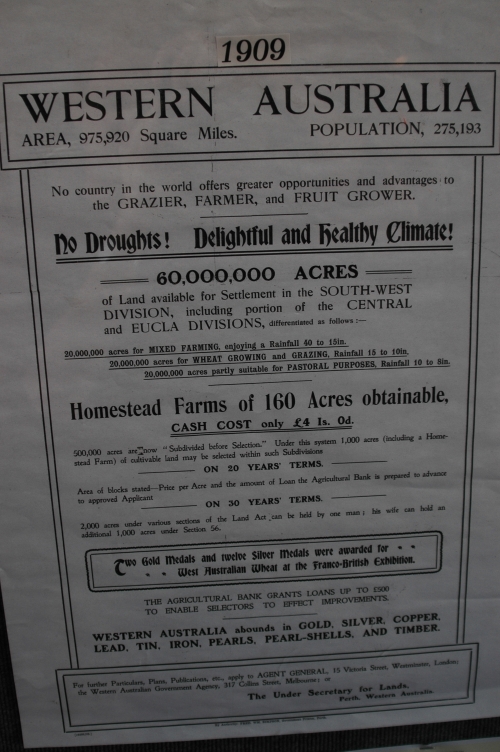 1909
WESTERN AUSTRALIA
AREA, 975,920 Square Miles. POPULATION, 275,193
No country in the world offers greater opportunities and advantages to
the GRAZIER, FARMER, and FRUIT GROWER.
No Droughts! Delightful and Healthy Climate!
60,000,000 ACRES
of Land available for Settlement in the SOUTH-WEST
DIVISION, including portion of the CENTRAL
and EUCLA DIVISIONS, differentiated as follows:—
20,000,000 acres for MIXED FARMING, enjoying a Rainfall 40 to 15in.
20,000,000 acres for WHEAT GROWING and GRAZING, Rainfall 15 to 10in.
20,000,000 acres partly suitable for PASTORAL PURPOSES, Rainfall 10 to 8in.
Homestead Farms of 160 Acres obtainable,
CASH COST only £4 1s. 0d.
500,000 acres are now "Subdivided before Selection." Under this system 1,000 acres (including a Home-
stead Farm) of cultivable land may be selected within such Subdivisions
ON 20 YEARS' TERMS.
Area of blocks stated—Price per Acre and the amount of Loan the Agricultural Bank is prepared to advance
to approved Applicant
ON 30 YEARS' TERMS.
2,000 acres under various sections of the Land Act can be held by one man; his wife can hold an
additional 1,000 acres under Section 56.
Two Gold Medals and twelve Silver Medals were awarded for
West Australian Wheat at the Franco-British Exhibition.
THE AGRICULTURAL BANK GRANTS LOANS UP TO £500
TO ENABLE SELECTORS TO EFFECT IMPROVEMENTS.
WESTERN AUSTRALIA abounds in GOLD, SILVER, COPPER,
LEAD, TIN, IRON, PEARLS, PEARL-SHELLS, AND TIMBER.
For further Particulars, Plans, Publications, etc., apply to AGENT GENERAL, 15 Victoria Street, Westminster, London;
the Western Australian Government Agency, 217 Collins Street, Melbourne; or
The Under Secretary for Lands,
Perth, Western Australia.